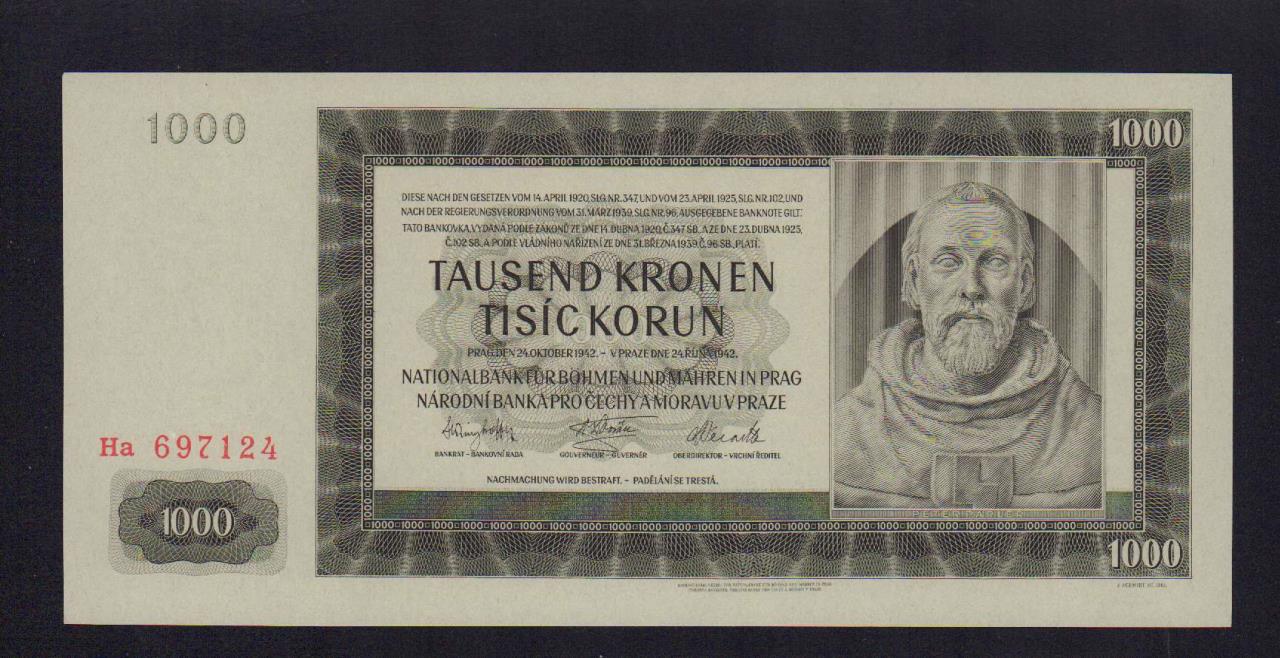 1000
1000
DIESE NACH DEN GESETZEN VOM 14. APRIL 1920, SLG. NR. 347, UND VOM 23. APRIL 1925, SLG. NR. 102, UND
NACH DER REGIERUNGSVERORDNUNG VOM 31. MÄRZ 1939, SLG. NR. 96, AUSGEGEBENE BANKNOTE GILT:
TATO BANKOVKA, VYDANÁ PODLE ZÁKONŮ ZE DNE 14. DUBNA 1920, Č. 347 SB. A ZE DNE 23. DUBNA 1925,
Č. 102 SB., A PODLE VLÁDNÍHO NAŘÍZENÍ ZE DNE 31. BŘEZNA 1939, Č. 96 SB., PLATÍ:
TAUSEND KRONEN
TISÍC KORUN
PRAG, DEN 24. OKTOBER 1942. – V PRAZE DNE 24. ŘÍJNA 1942.
NATIONALBANK FÜR BÖHMEN UND MÄHREN IN PRAG
NÁRODNÍ BANKA PRO ČECHY A MORAVU V PRAZE
BANKRAT – BANKOVNÍ RADA
GOUVERNEUR – GUVERNÉR
OBERDIREKTOR – VRCHNÍ ŘEDITEL
NACHMACHUNG WIRD BESTRAFT. – PADĚLÁNÍ SE TRESTÁ.
Ha 697124
1000
1000